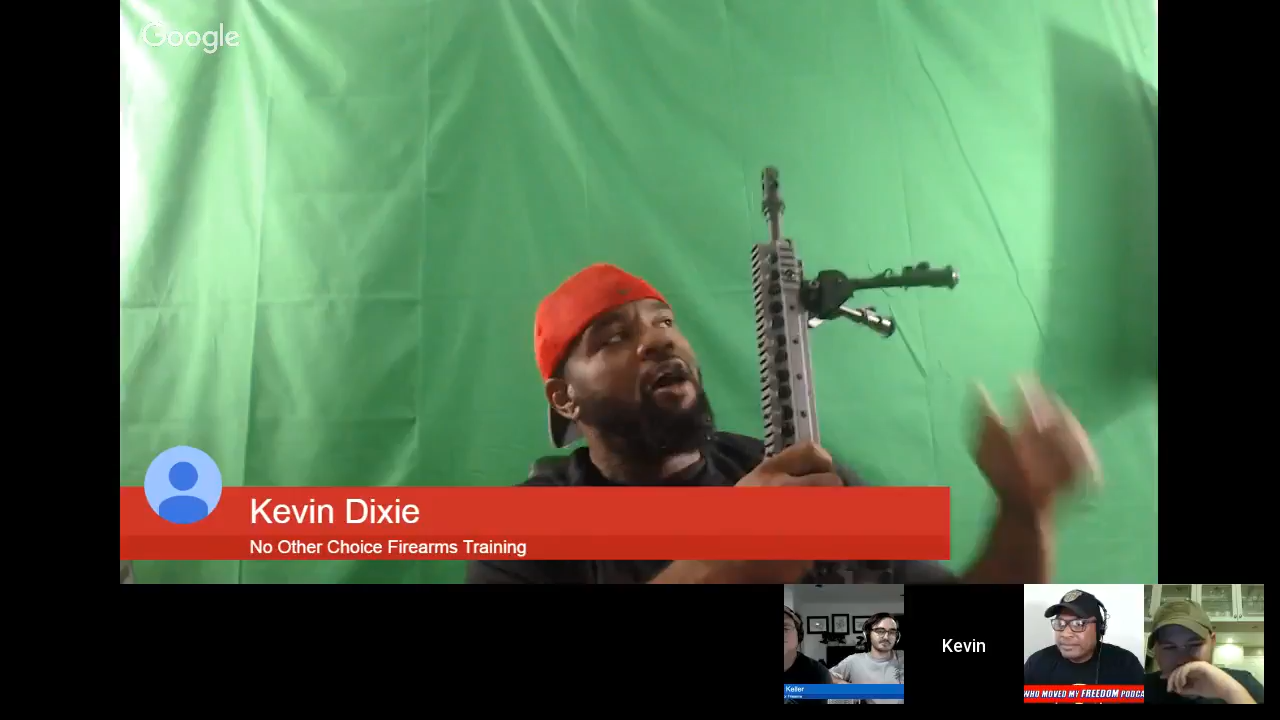 Google
Kevin Dixie
No Other Choice Firearms Training
Keller
Kevin
WHO MOVED MY FREEDOM PODCA